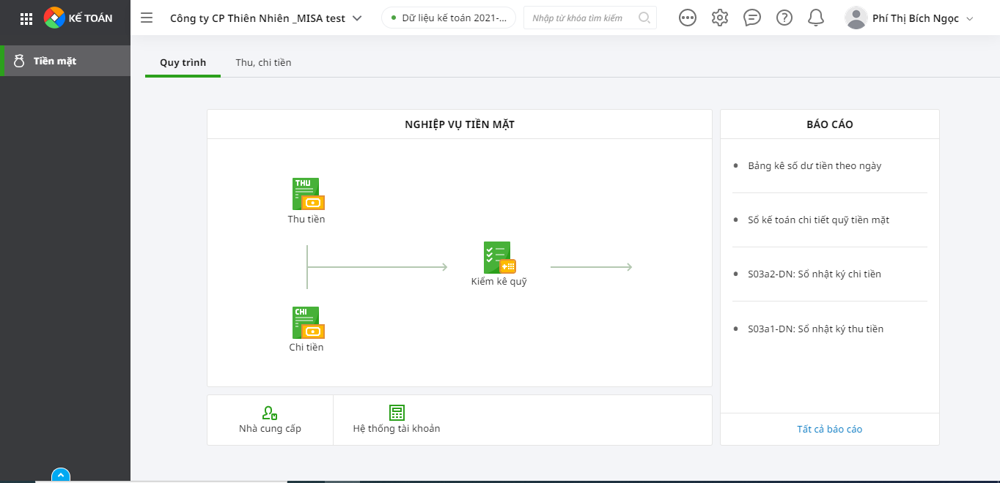 KẾ TOÁN
Công ty CP Thiên Nhiên _MISA test
Dữ liệu kế toán 2021-...
Nhập từ khóa tìm kiếm
Phí Thị Bích Ngọc
Tiền mặt
Quy trình
Thu, chi tiền
NGHIỆP VỤ TIỀN MẶT
THU
Thu tiền
Kiểm kê quỹ
CHI
Chi tiền
Nhà cung cấp
Hệ thống tài khoản
BÁO CÁO
Bảng kê số dư tiền theo ngày
Sổ kế toán chi tiết quỹ tiền mặt
S03a2-DN: Sổ nhật ký chi tiền
S03a1-DN: Sổ nhật ký thu tiền
Tất cả báo cáo